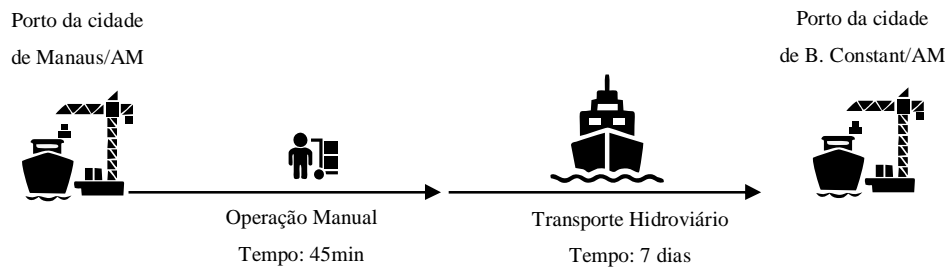 Porto da cidade
de Manaus/AM
Porto da cidade
de B. Constant/AM
Operação Manual
Tempo: 45min
Transporte Hidroviário
Tempo: 7 dias